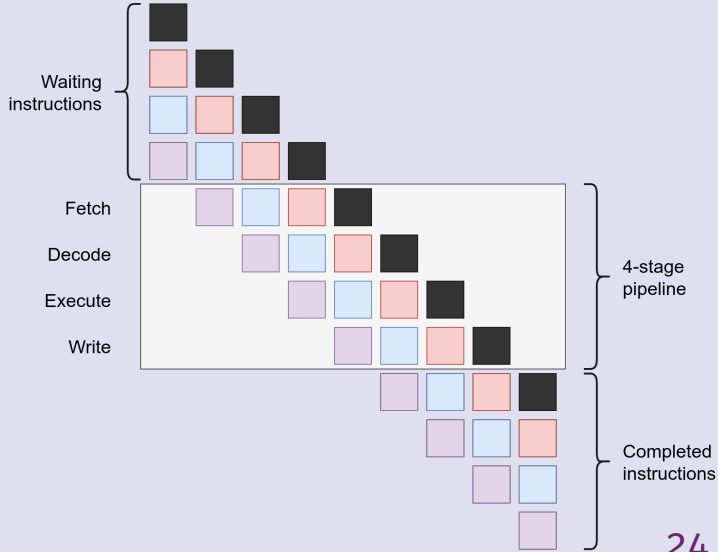 Waiting
instructions
Fetch
Decode
Execute
Write
4-stage
pipeline
Completed
instructions
24